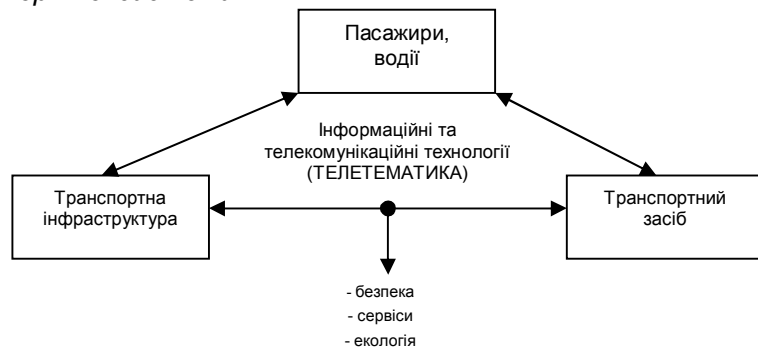 Пасажири,
водії
Інформаційні та
телекомунікаційні технології
(ТЕЛЕТЕМАТИКА)
Транспортна
інфраструктура
Транспортний
засіб
- безпека
- сервіси
- екологія